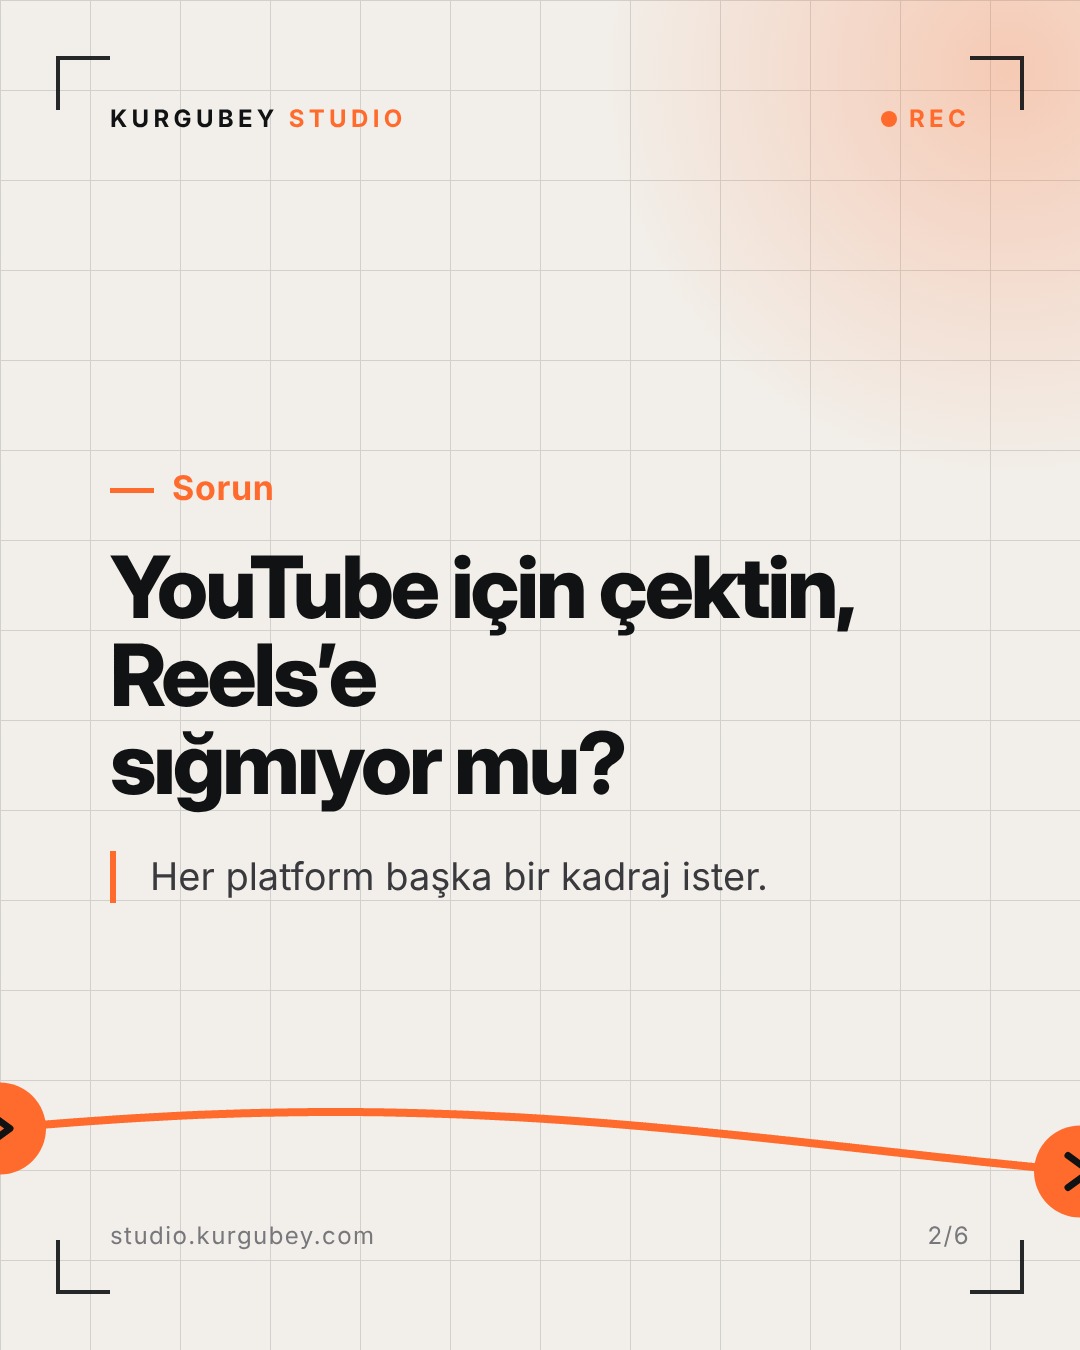 KURGUBEY STUDIO
REC
— Sorun
YouTube için çektin,
Reels’e
sığmıyor mu?
Her platform başka bir kadraj ister.
studio.kurgubey.com
2/6